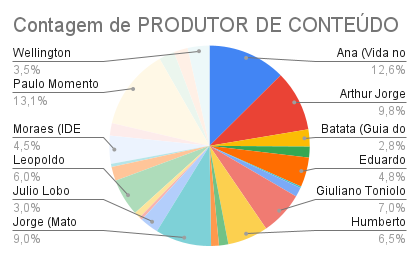 Contagem de PRODUTOR DE CONTEÚDO
Wellington
3,5%
Paulo Momento
13,1%
Moraes (IDE
4,5%
Leopoldo
6,0%
Julio Lobo
3,0%
Jorge (Mato
9,0%
Ana (Vida no
12,6%
Arthur Jorge
9,8%
Batata (Guia do
2,8%
Eduardo
4,8%
Giuliano Toniolo
7,0%
Humberto
6,5%